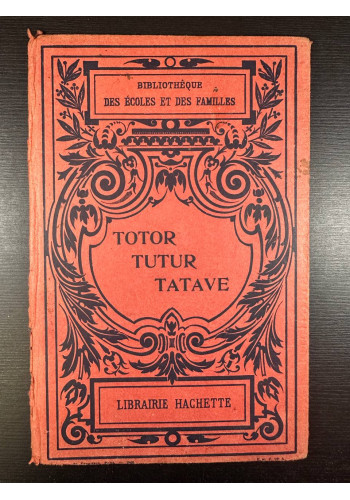 BIBLIOTHÈQUE
DES ÉCOLES ET DES FAMILLES
TOTOR
TUTUR
TATAVE
LIBRAIRIE HACHETTE